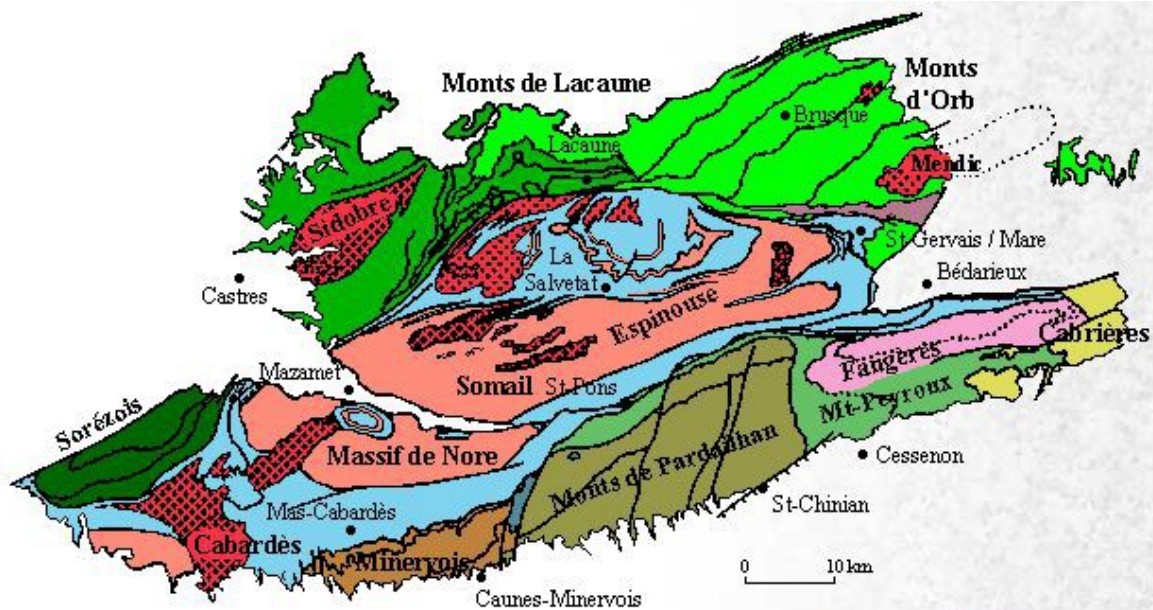 Monts de Lacaune
Monts
d'Orb
Brusque
Lacaune
Mendic
Sidobre
St-Gervais / Mare
La
Salvetat
Castres
Bédarieux
Espinouse
Cabrières
Fangerès
Mazamet
Somail
St-Pons
Mt-Peyroux
Sorézois
Massif de Nore
Monts de Pardailhan
Cessenon
St-Chinian
Mas-Cabardès
Cabardès
Minervois
0
10 km
Caunes-Minervois